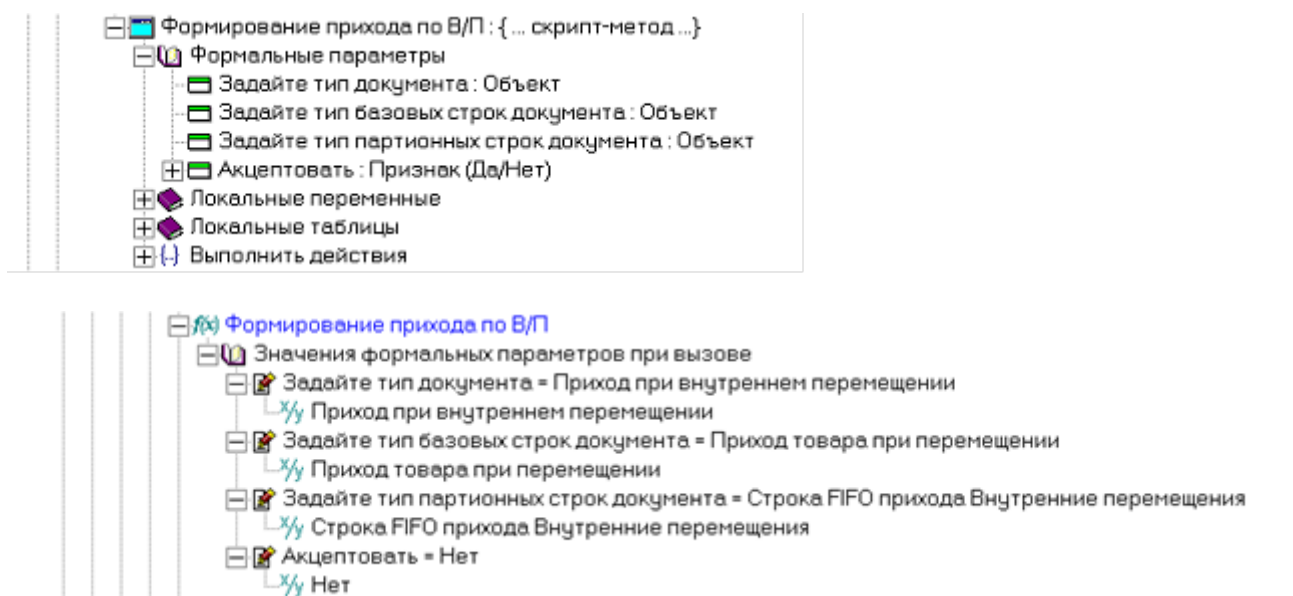 Формирование прихода по В/П : { ... скрипт-метод ...}
Формальные параметры
Задайте тип документа : Объект
Задайте тип базовых строк документа : Объект
Задайте тип партионных строк документа : Объект
Акцептовать : Признак (Да/Нет)
Локальные переменные
Локальные таблицы
{..} Выполнить действия
f(x) Формирование прихода по В/П
Значения формальных параметров при вызове
Задайте тип документа = Приход при внутреннем перемещении
x/y Приход при внутреннем перемещении
Задайте тип базовых строк документа = Приход товара при перемещении
x/y Приход товара при перемещении
Задайте тип партионных строк документа = Строка FIFO прихода Внутренние перемещения
x/y Строка FIFO прихода Внутренние перемещения
Акцептовать = Нет
x/y Нет